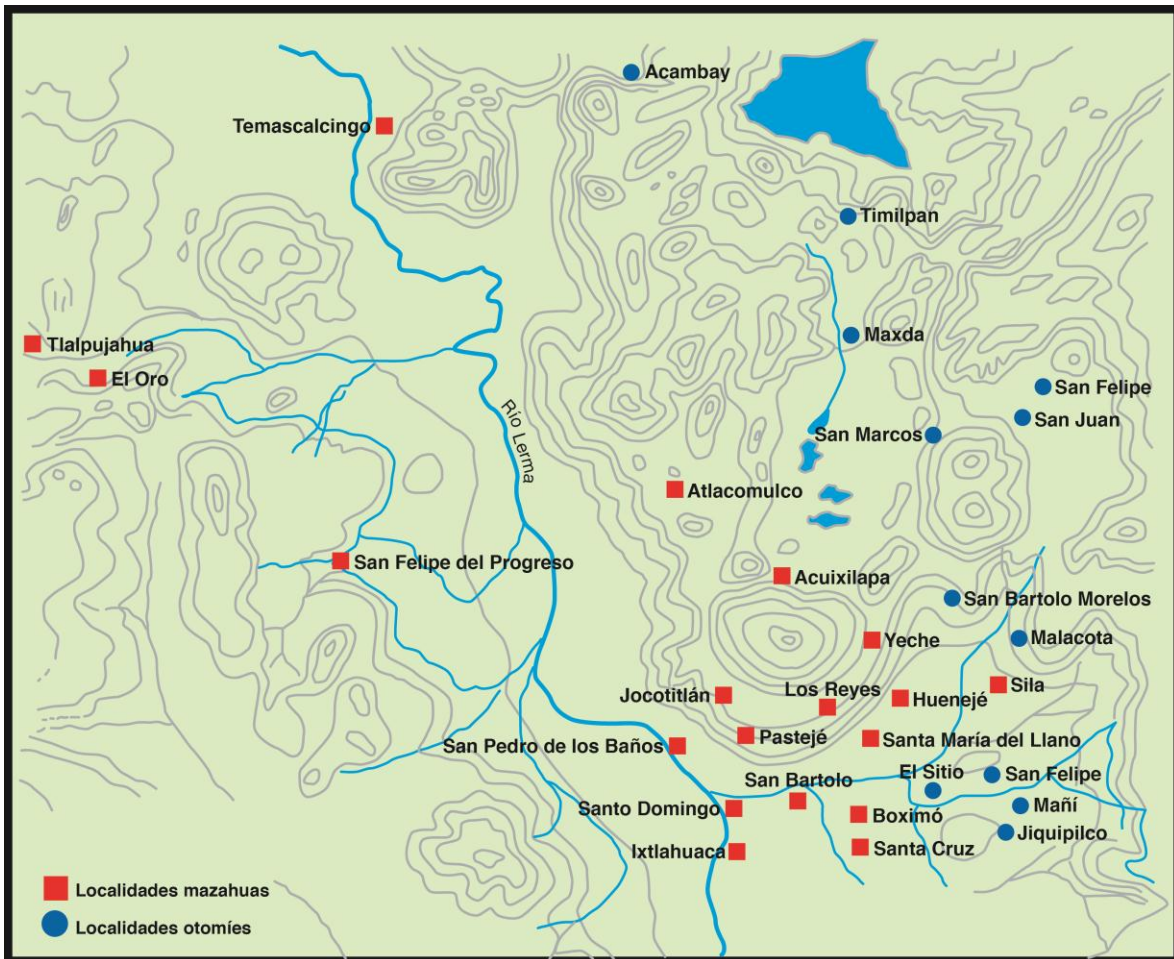 Acambay
Temascalcingo
Timilpan
Maxda
Tlalpujahua
El Oro
San Felipe
San Juan
Río Lerma
San Marcos
Atlacomulco
San Felipe del Progreso
Acuixilapa
San Bartolo Morelos
Yeche
Malacota
Jocotitlán
Los Reyes
Huenejé
Sila
San Pedro de los Baños
Pastejé
Santa María del Llano
San Bartolo
El Sitio
San Felipe
Santo Domingo
Boximó
Mañí
Ixtlahuaca
Santa Cruz
Jiquipilco
Localidades mazahuas
Localidades otomíes